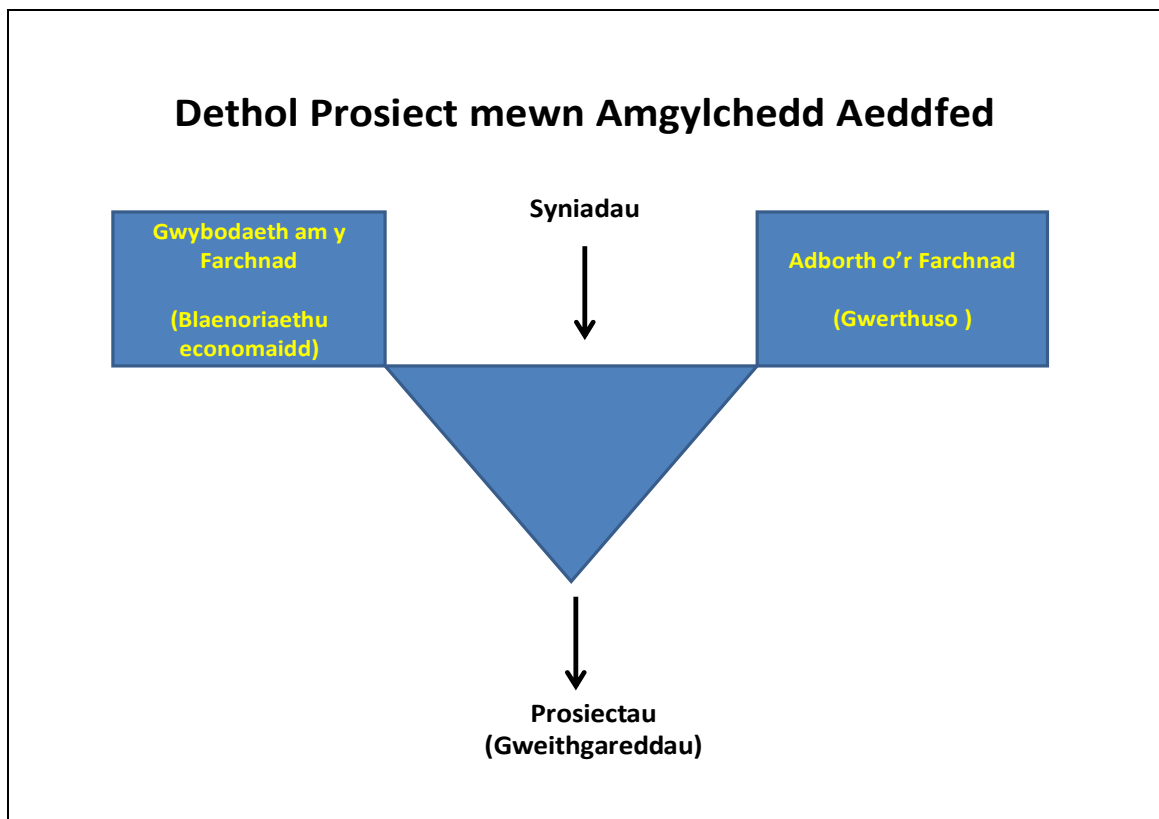 Dethol Prosiect mewn Amgylchedd Aeddfed
Syniadau
Gwybodaeth am y
Farchnad
(Blaenoriaethu
economaidd)
Adborth o'r Farchnad
(Gwerthuso )
Prosiectau
(Gweithgareddau)